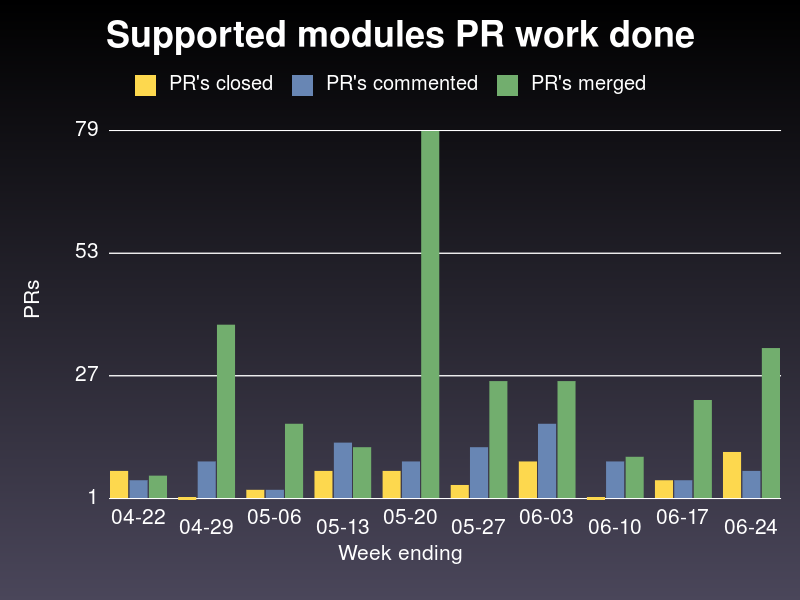 Supported modules PR work done
PR's closed PR's commented PR's merged
79
53
27
1
PRs
04-22 04-29 05-06 05-13 05-20 05-27 06-03 06-10 06-17 06-24
Week ending